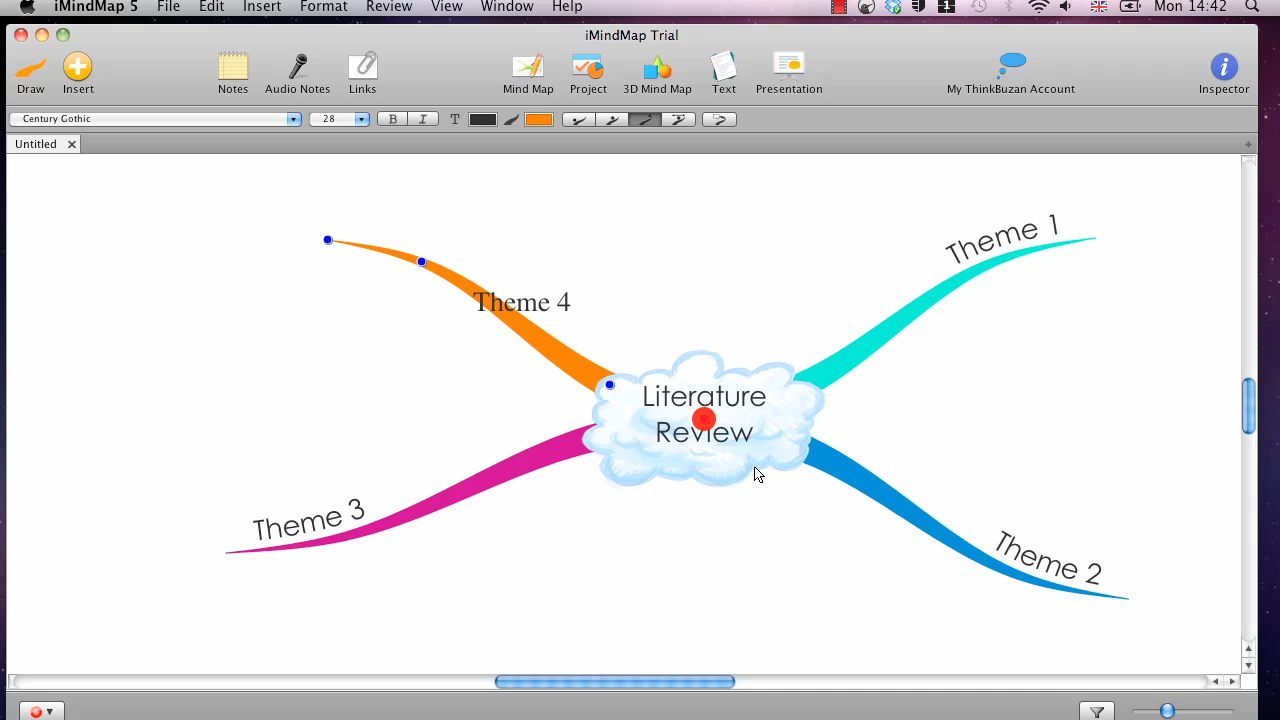 iMindMap 5 File Edit Insert Format Review View Window Help 1 Mon 14:42
iMindMap Trial
Draw Insert Notes Audio Notes Links Mind Map Project 3D Mind Map Text Presentation My ThinkBuzan Account Inspector
Century Gothic 28 B I T
Untitled
Theme 1
Theme 4
Literature
Review
Theme 3
Theme 2